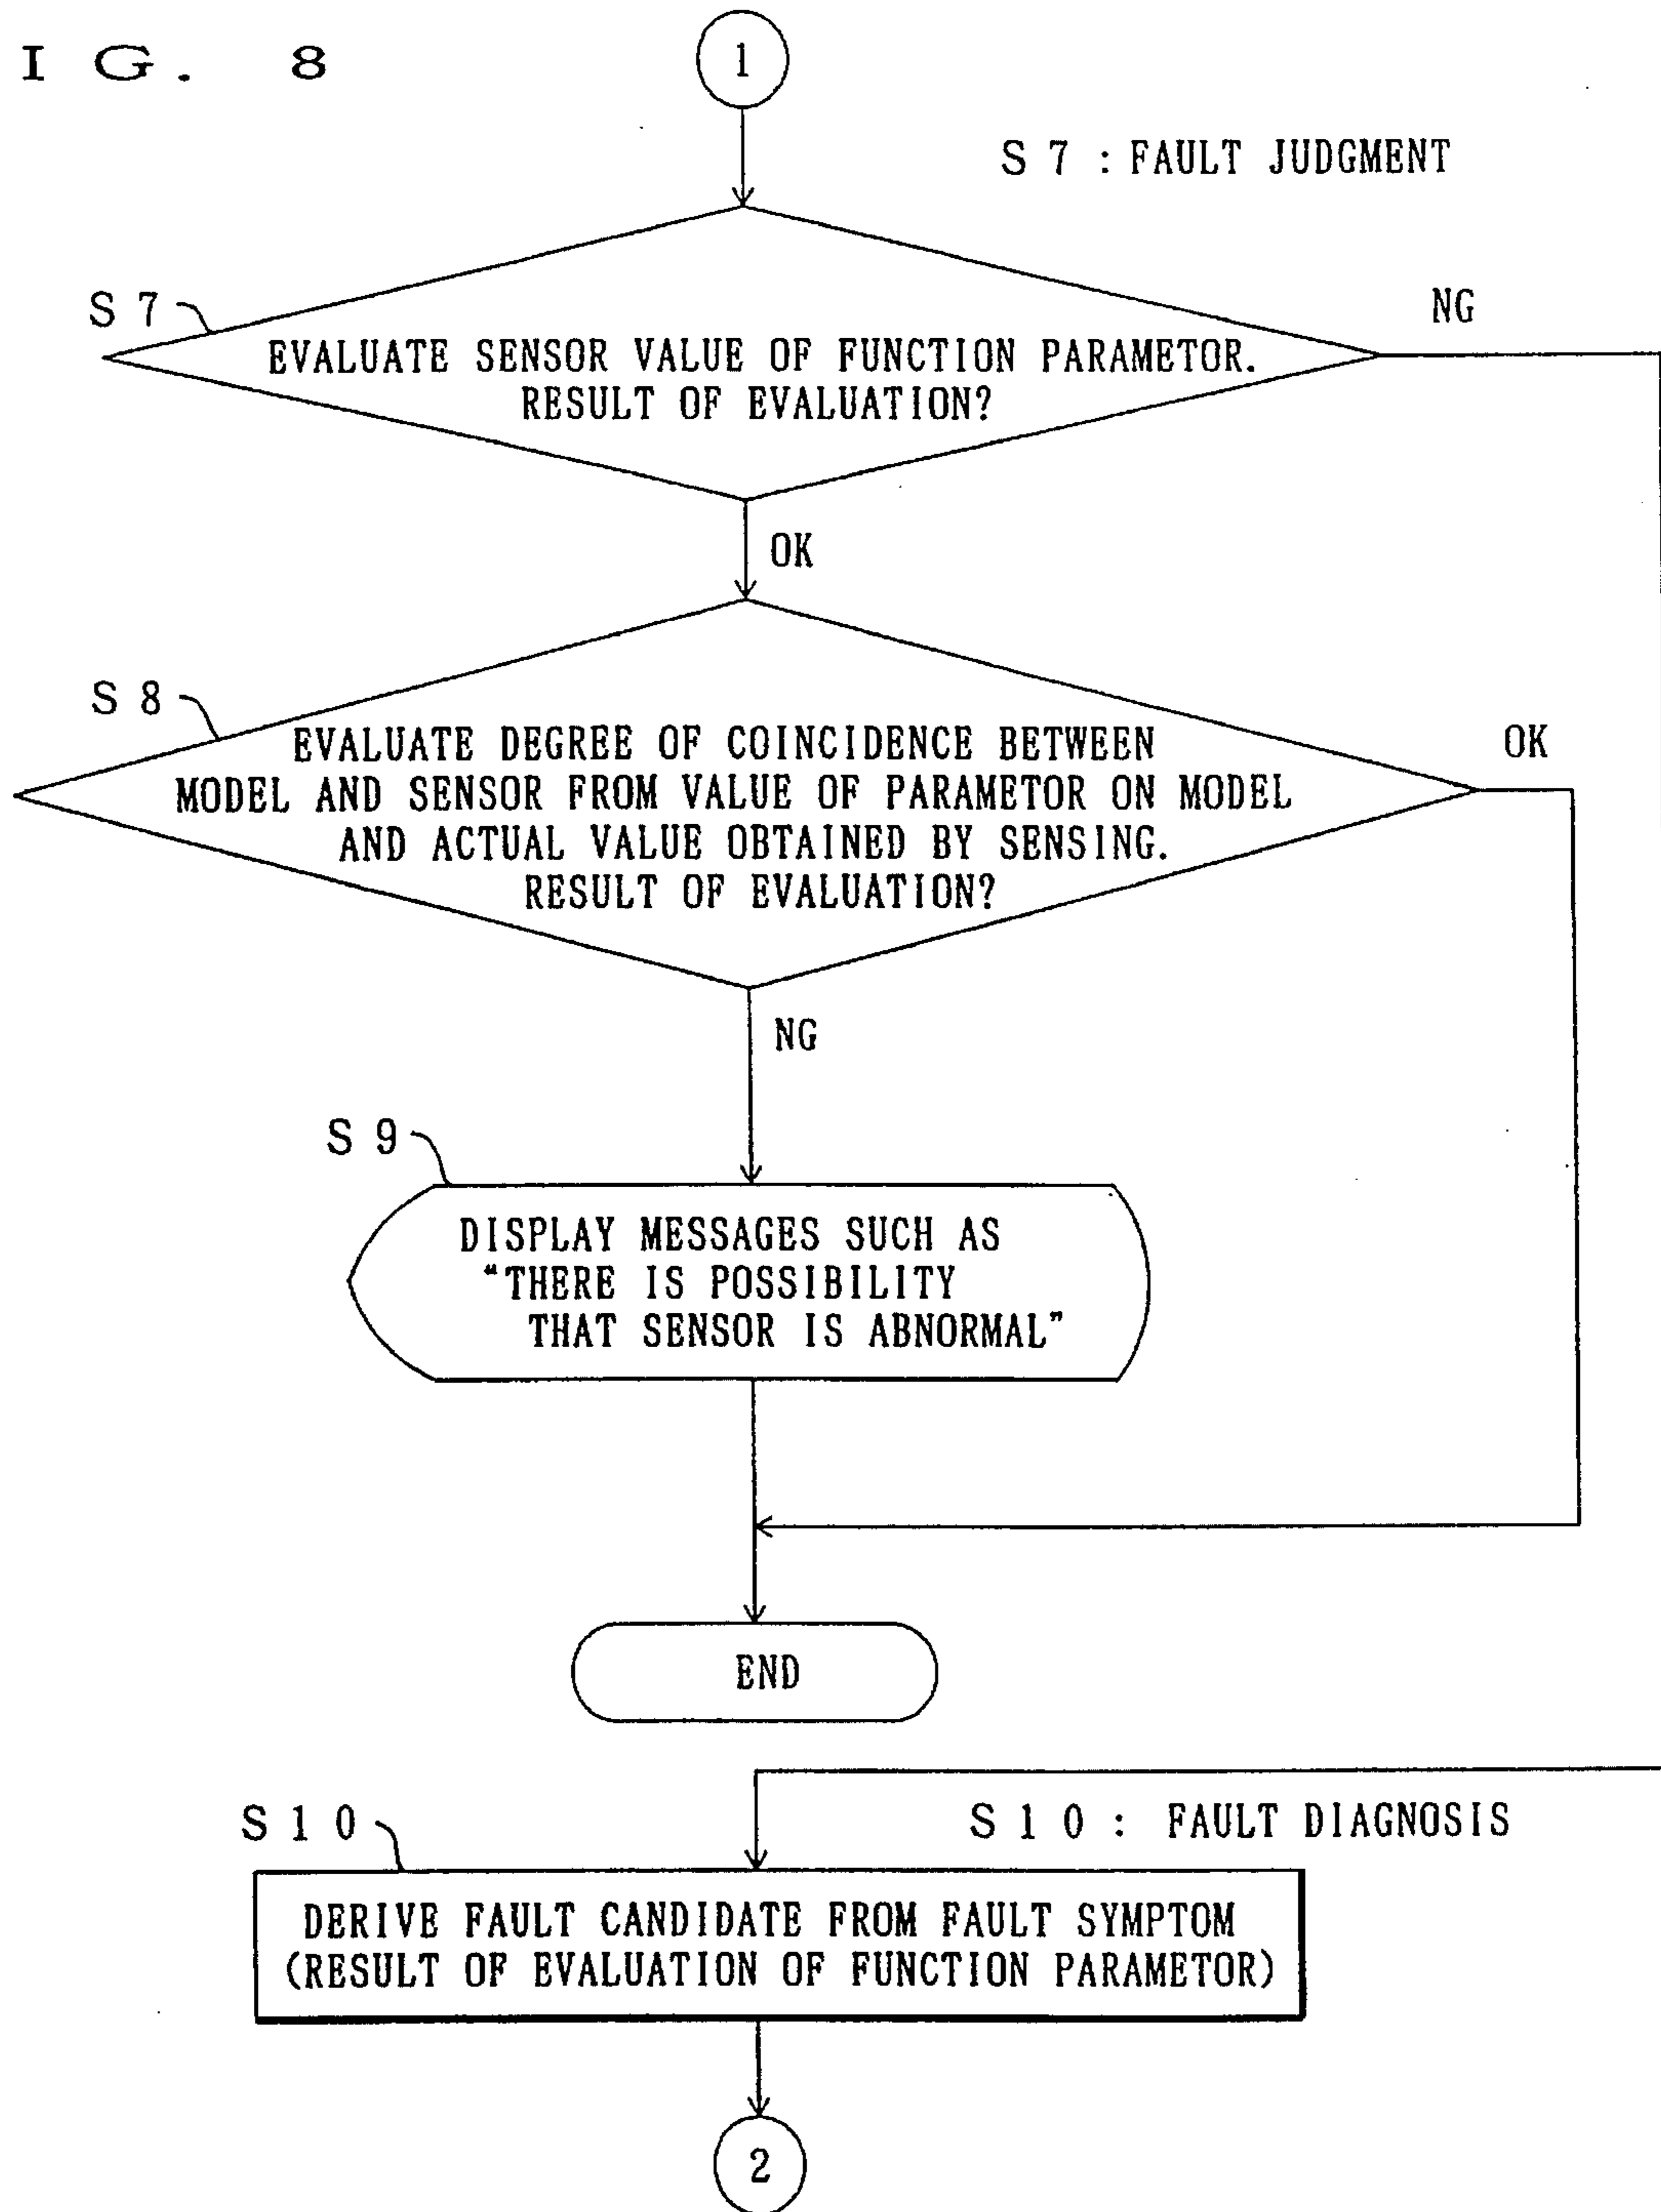 I G. 8
1
S 7 : FAULT JUDGMENT
S 7
NG
EVALUATE SENSOR VALUE OF FUNCTION PARAMETOR.
RESULT OF EVALUATION?
OK
S 8
OK
EVALUATE DEGREE OF COINCIDENCE BETWEEN
MODEL AND SENSOR FROM VALUE OF PARAMETOR ON MODEL
AND ACTUAL VALUE OBTAINED BY SENSING.
RESULT OF EVALUATION?
NG
S 9
DISPLAY MESSAGES SUCH AS
“THERE IS POSSIBILITY
THAT SENSOR IS ABNORMAL”
END
S 1 0
S 1 0 : FAULT DIAGNOSIS
DERIVE FAULT CANDIDATE FROM FAULT SYMPTOM
(RESULT OF EVALUATION OF FUNCTION PARAMETOR)
2